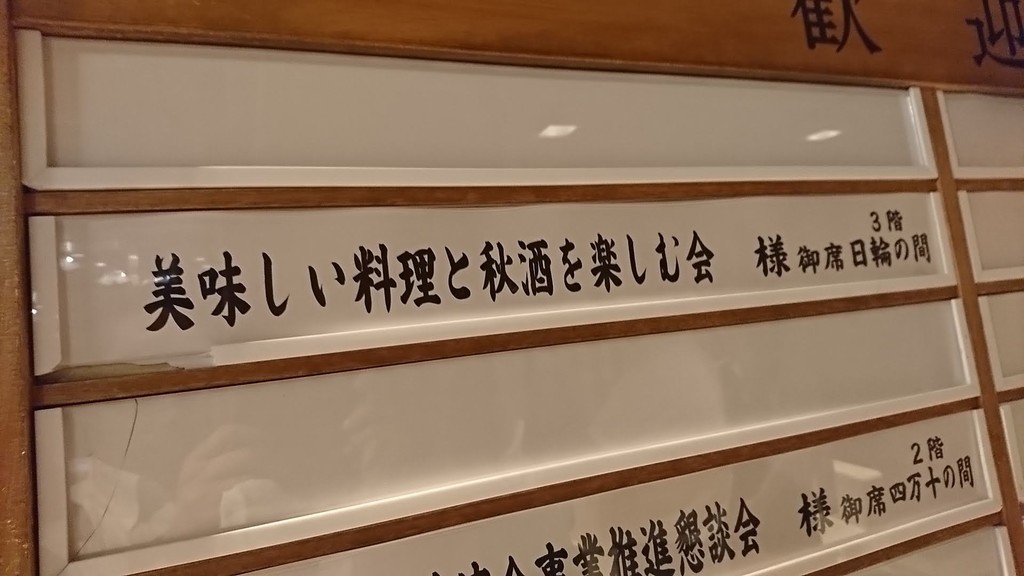 歓迎
美味しい料理と秋酒を楽しむ会 様 御席 3階 日輪の間
会事業推進懇談会 様 御席 2階 四万十の間